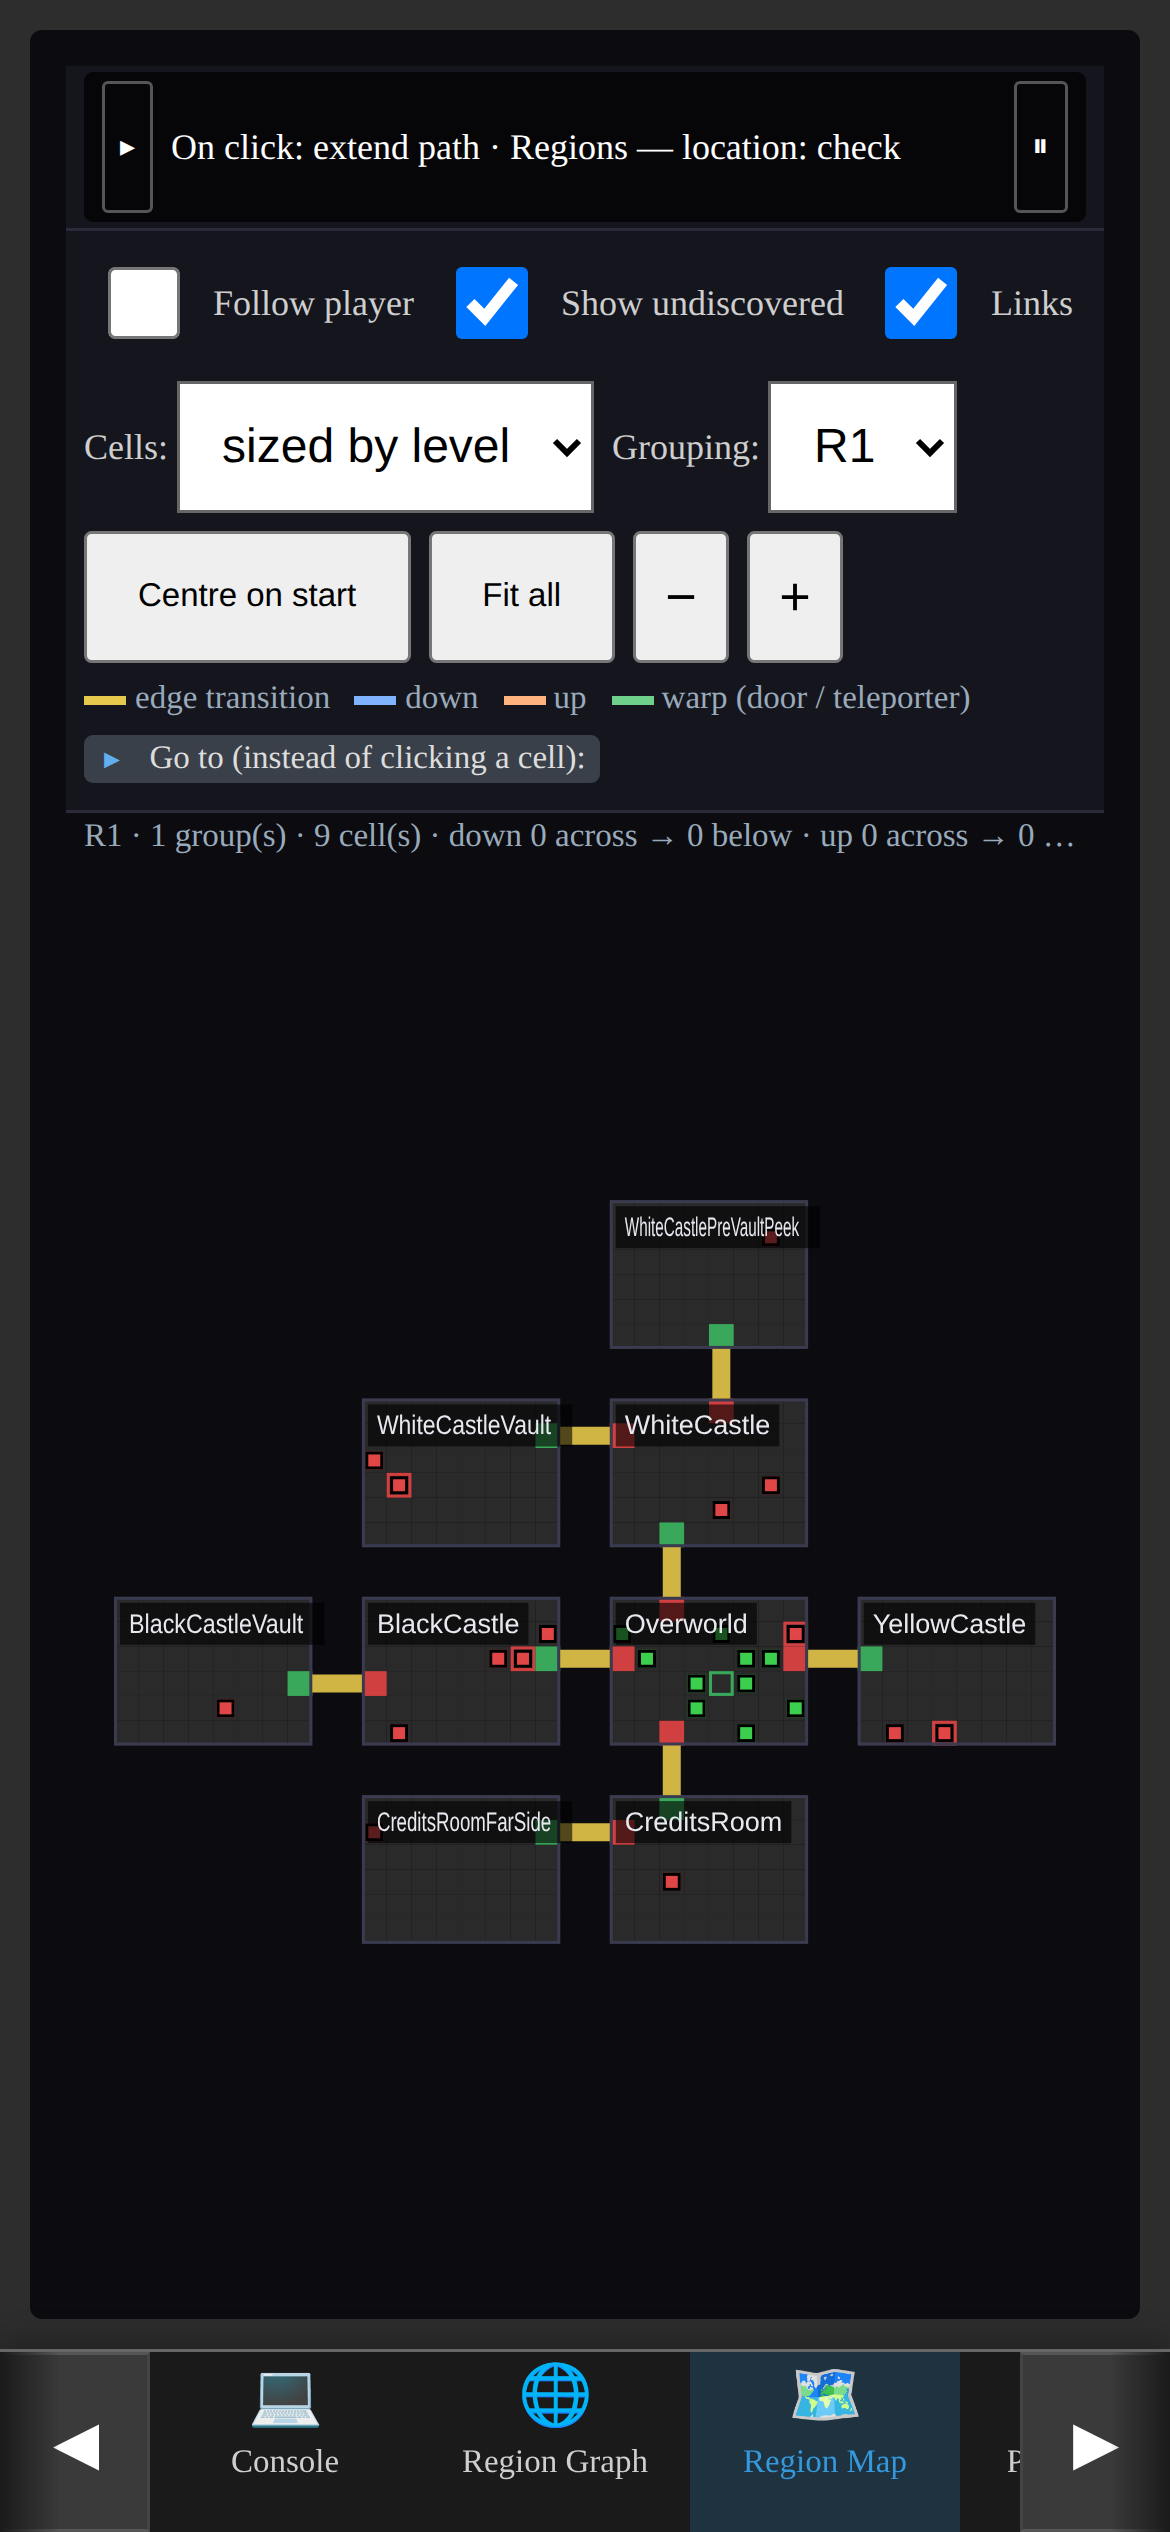 On click: extend path · Regions — location: check
Follow player
Show undiscovered
Links
Cells: sized by level
Grouping: R1
Centre on start
Fit all
−
+
edge transition
down
up
warp (door / teleporter)
Go to (instead of clicking a cell):
R1 · 1 group(s) · 9 cell(s) · down 0 across → 0 below · up 0 across → 0 …
WhiteCastlePreVaultPeek
WhiteCastleVault
WhiteCastle
BlackCastleVault
BlackCastle
Overworld
YellowCastle
CreditsRoomFarSide
CreditsRoom
Console
Region Graph
Region Map